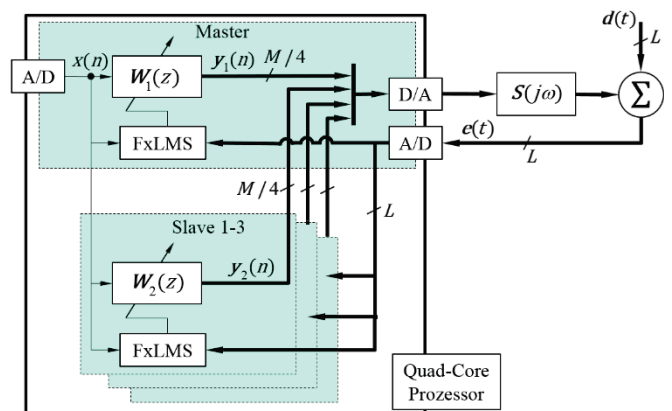 Master
d(t)
L
A/D
x(n)
W₁(z)
y₁(n)
M/4
D/A
S(jω)
Σ
FxLMS
A/D
e(t)
L
M/4
L
Slave 1-3
W₂(z)
y₂(n)
FxLMS
Quad-Core
Prozessor